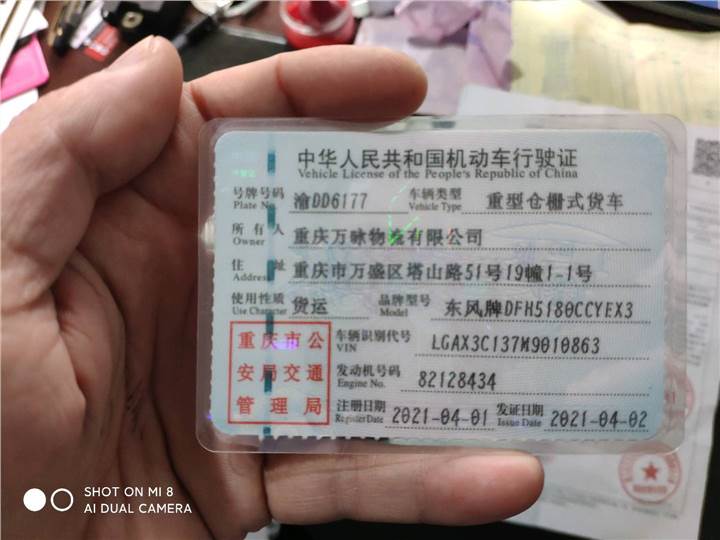 中华人民共和国机动车行驶证
Vehicle License of the People's Republic of China
号牌号码 渝DD6177 车辆类型 重型仓栅式货车
Plate No. Vehicle Type
所有人 重庆万咏物流有限公司
Owner
住址 重庆市万盛区塔山路51号19幢1-1号
Address
使用性质 货运 品牌型号 东风牌DFH5180CCYEX3
Use Character Model
重庆市公
安局交通
管理局
车辆识别代号 LGAX3C137M9010863
VIN
发动机号码 82128434
Engine No.
注册日期 2021-04-01 发证日期 2021-04-02
Register Date Issue Date
SHOT ON MI 8
AI DUAL CAMERA